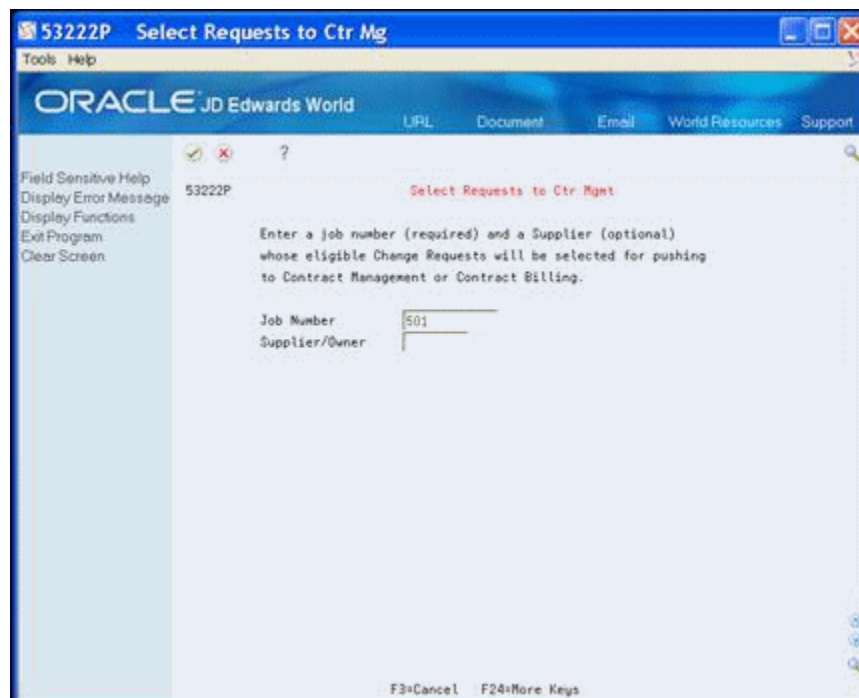 53222P Select Requests to Ctr Mg
Tools Help
ORACLE JD Edwards World
URL Document Email World Resources Support
?
Field Sensitive Help
Display Error Message
Display Functions
Exit Program
Clear Screen
53222P Select Requests to Ctr Mgmt
Enter a job number (required) and a Supplier (optional)
whose eligible Change Requests will be selected for pushing
to Contract Management or Contract Billing.
Job Number 501
Supplier/Owner
F3=Cancel F24=More Keys